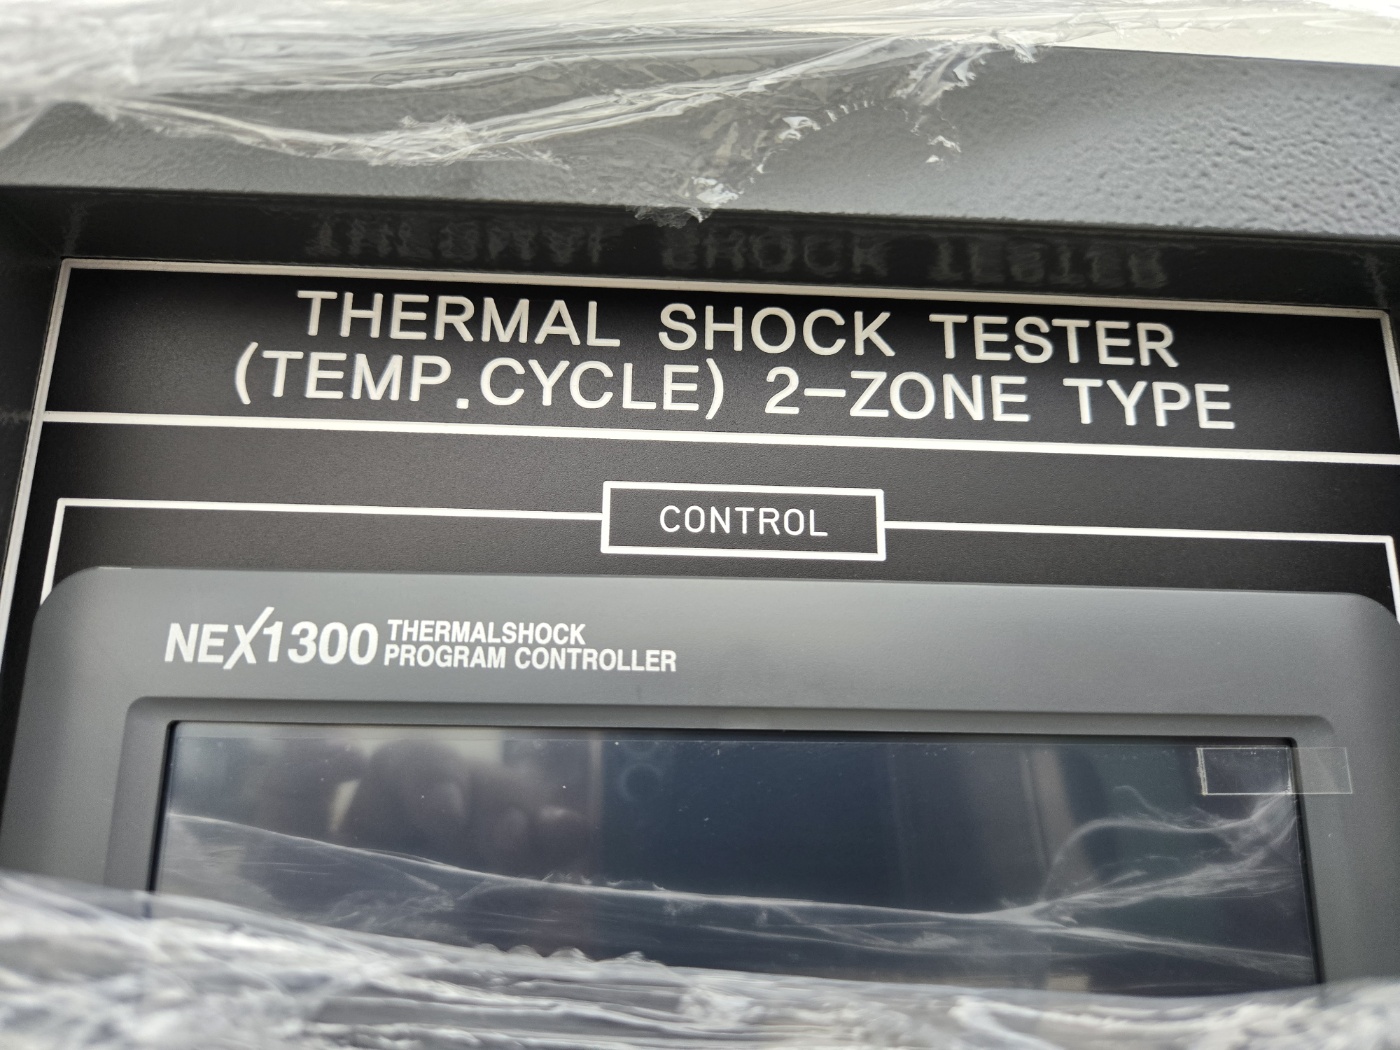 THERMAL SHOCK TESTER
(TEMP.CYCLE) 2-ZONE TYPE
CONTROL
NEX1300 THERMALSHOCK
PROGRAM CONTROLLER